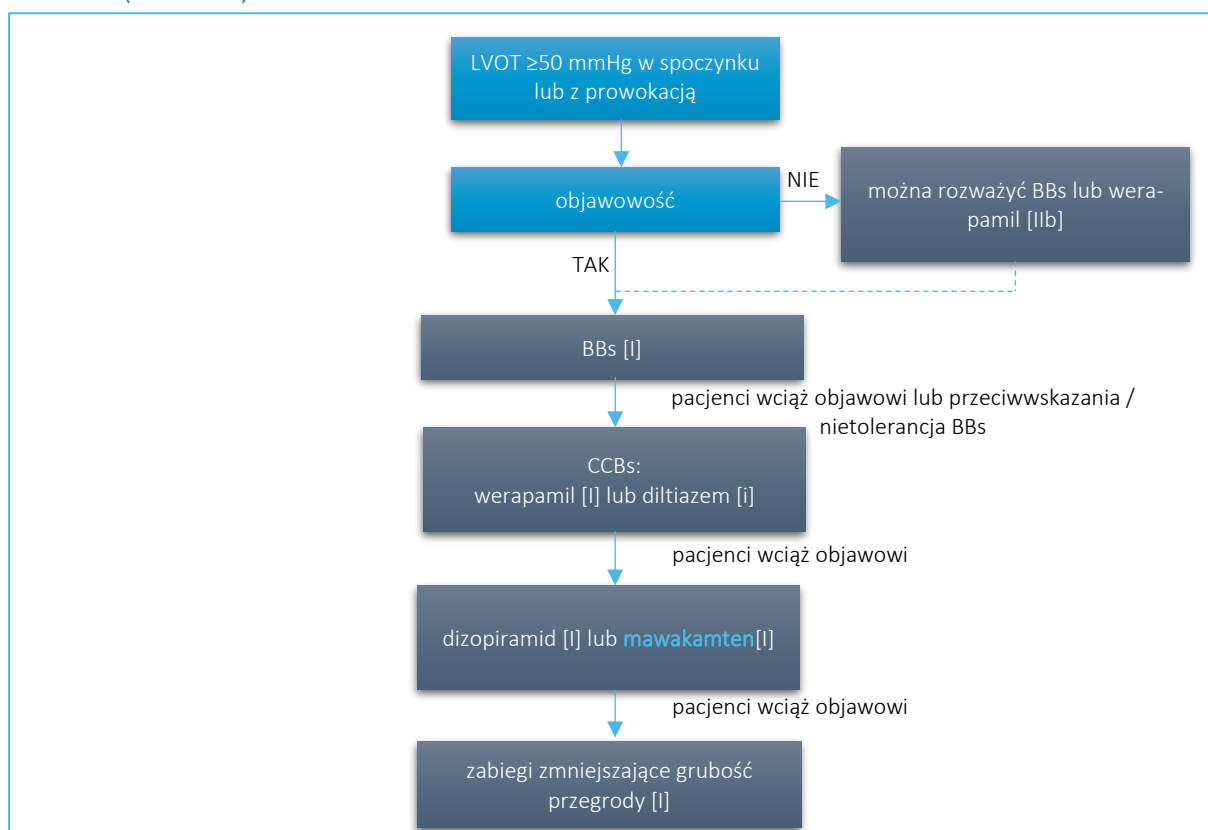 LVOT ≥50 mmHg w spoczynku
lub z prowokacją
objawowość
NIE
można rozważyć BBs lub wera-
pamil [IIb]
TAK
BBs [I]
pacjenci wciąż objawowi lub przeciwwskazania /
nietolerancja BBs
CCBs:
werapamil [I] lub diltiazem [i]
pacjenci wciąż objawowi
dizopiramid [I] lub mawakamten[I]
pacjenci wciąż objawowi
zabiegi zmniejszające grubość
przegrody [I]